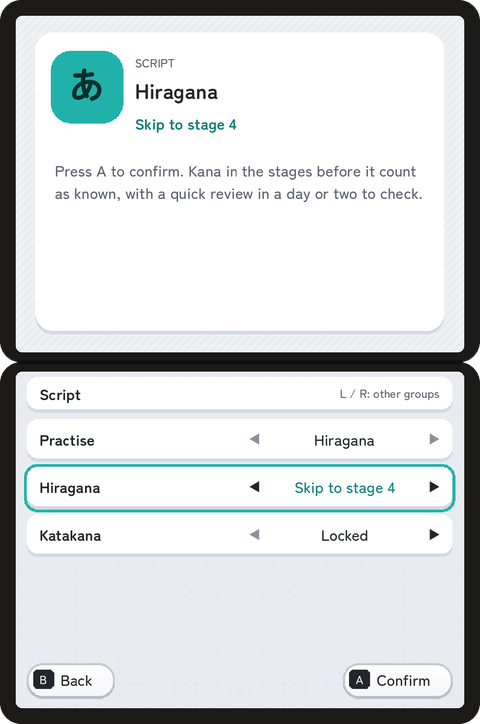 あ
SCRIPT
Hiragana
Skip to stage 4
Press A to confirm. Kana in the stages before it count
as known, with a quick review in a day or two to check.
Script L / R: other groups
Practise ◀ Hiragana ▶
Hiragana ◀ Skip to stage 4 ▶
Katakana ◀ Locked ▶
B Back A Confirm